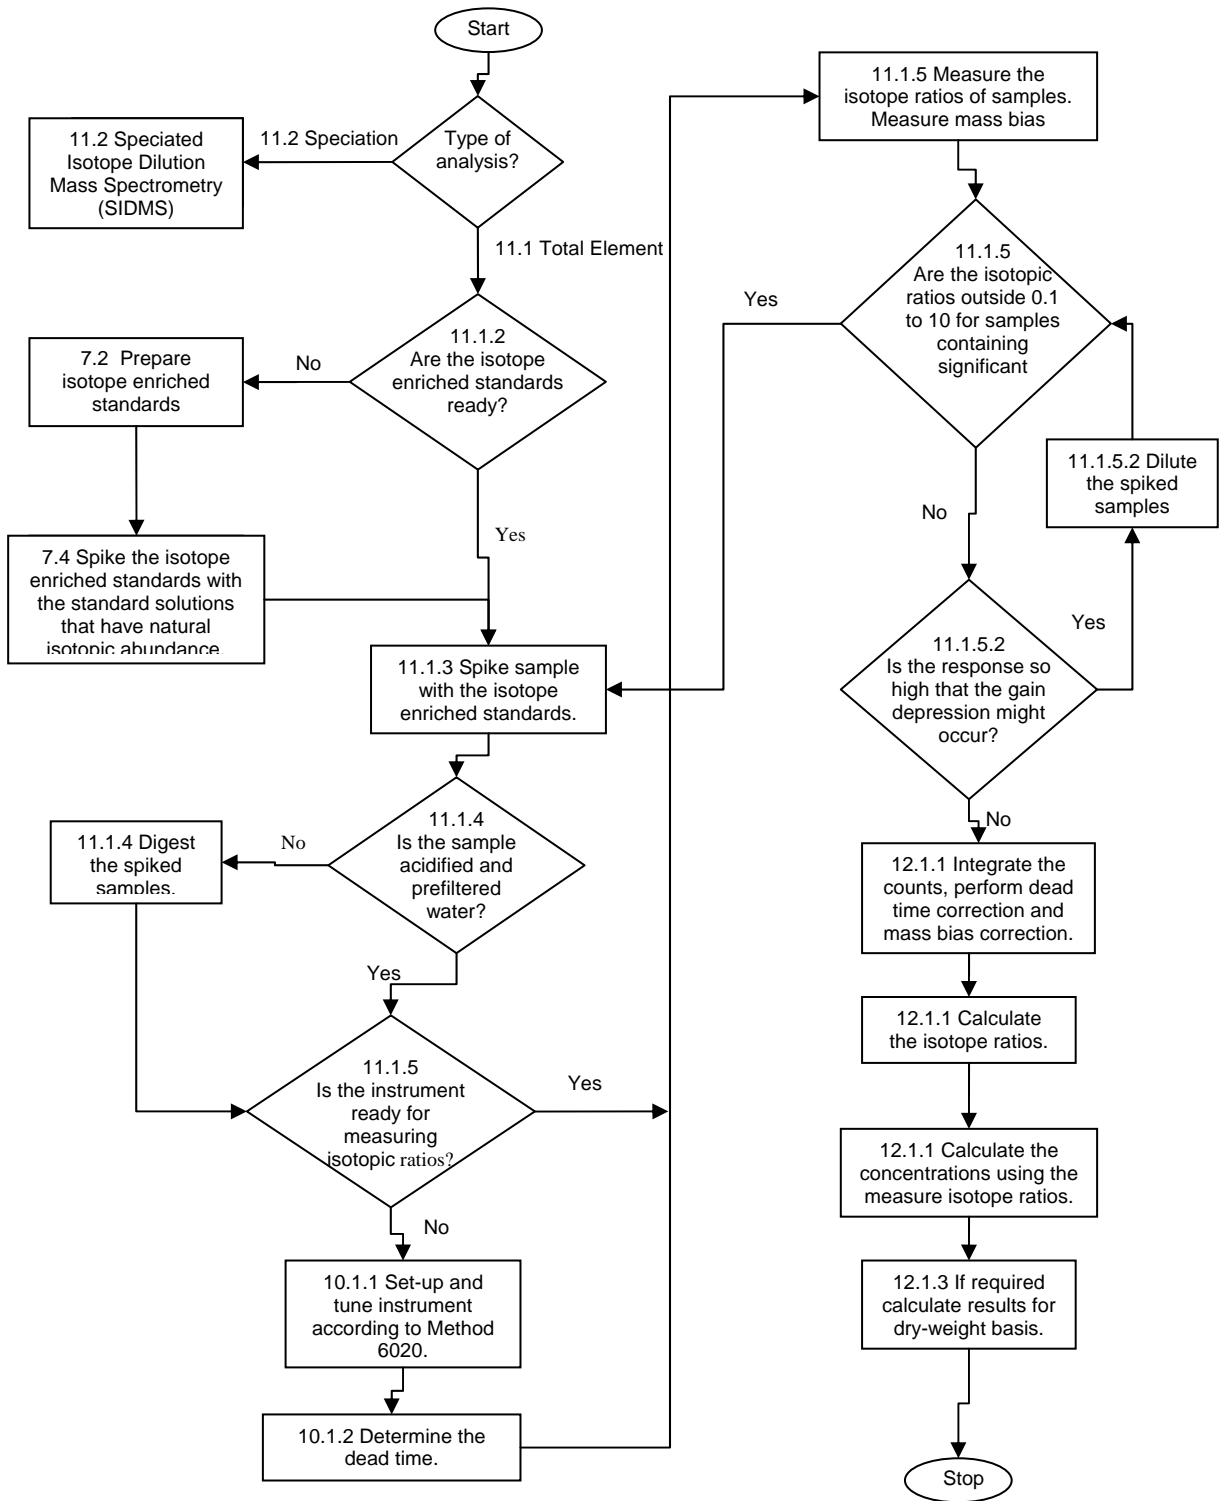 Start
Type of
analysis?
11.2 Speciation
11.2 Speciated
Isotope Dilution
Mass Spectrometry
(SIDMS)
11.1 Total Element
11.1.2
Are the isotope
enriched standards
ready?
No
7.2 Prepare
isotope enriched
standards
Yes
7.4 Spike the isotope
enriched standards with
the standard solutions
that have natural
isotopic abundance
11.1.3 Spike sample
with the isotope
enriched standards.
11.1.4
Is the sample
acidified and
prefiltered
water?
No
11.1.4 Digest
the spiked
samples.
Yes
11.1.5
Is the instrument
ready for
measuring
isotopic ratios?
Yes
No
10.1.1 Set-up and
tune instrument
according to Method
6020.
10.1.2 Determine the
dead time.
11.1.5 Measure the
isotope ratios of samples.
Measure mass bias
11.1.5
Are the isotopic
ratios outside 0.1
to 10 for samples
containing
significant
Yes
No
11.1.5.2 Dilute
the spiked
samples
11.1.5.2
Is the response so
high that the gain
depression might
occur?
Yes
No
12.1.1 Integrate the
counts, perform dead
time correction and
mass bias correction.
12.1.1 Calculate
the isotope ratios.
12.1.1 Calculate the
concentrations using the
measure isotope ratios.
12.1.3 If required
calculate results for
dry-weight basis.
Stop